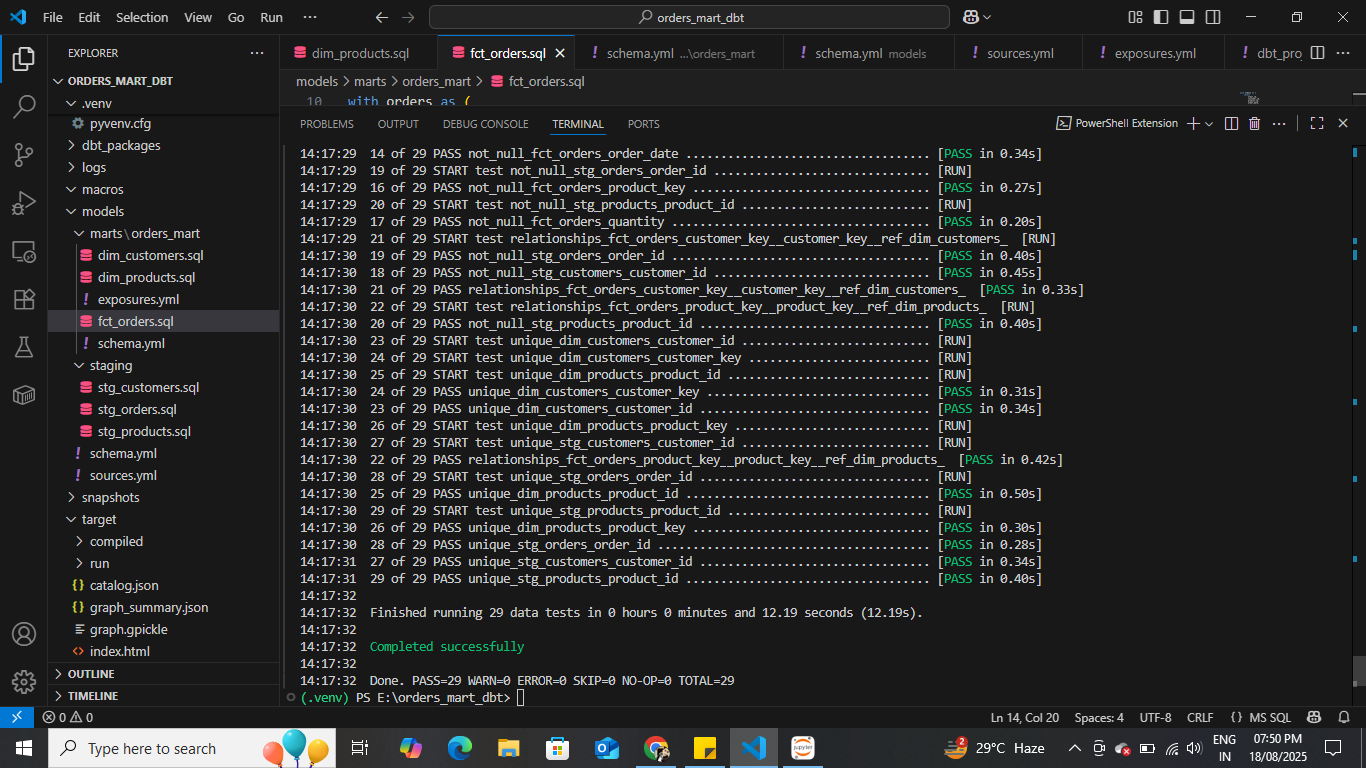 File Edit Selection View Go Run ··· orders_mart_dbt
EXPLORER ···
ORDERS_MART_DBT
.venv
pyvenv.cfg
dbt_packages
logs
macros
models
marts\orders_mart
dim_customers.sql
dim_products.sql
! exposures.yml
fct_orders.sql
! schema.yml
staging
stg_customers.sql
stg_orders.sql
stg_products.sql
! schema.yml
! sources.yml
snapshots
target
compiled
run
{} catalog.json
{} graph_summary.json
graph.gpickle
<> index.html
OUTLINE
TIMELINE
dim_products.sql fct_orders.sql ! schema.yml ...\orders_mart ! schema.yml models ! sources.yml ! exposures.yml ! dbt_pro ···
models > marts > orders_mart > fct_orders.sql
10 with orders as (
PROBLEMS OUTPUT DEBUG CONSOLE TERMINAL PORTS PowerShell Extension ···
14:17:29 14 of 29 PASS not_null_fct_orders_order_date ................................... [PASS in 0.34s]
14:17:29 19 of 29 START test not_null_stg_orders_order_id ............................... [RUN]
14:17:29 16 of 29 PASS not_null_fct_orders_product_key .................................. [PASS in 0.27s]
14:17:29 20 of 29 START test not_null_stg_products_product_id ........................... [RUN]
14:17:29 17 of 29 PASS not_null_fct_orders_quantity ..................................... [PASS in 0.20s]
14:17:29 21 of 29 START test relationships_fct_orders_customer_key__customer_key__ref_dim_customers_ [RUN]
14:17:30 19 of 29 PASS not_null_stg_orders_order_id ..................................... [PASS in 0.40s]
14:17:30 18 of 29 PASS not_null_stg_customers_customer_id ............................... [PASS in 0.45s]
14:17:30 21 of 29 PASS relationships_fct_orders_customer_key__customer_key__ref_dim_customers_ [PASS in 0.33s]
14:17:30 22 of 29 START test relationships_fct_orders_product_key__product_key__ref_dim_products_ [RUN]
14:17:30 20 of 29 PASS not_null_stg_products_product_id ................................. [PASS in 0.40s]
14:17:30 23 of 29 START test unique_dim_customers_customer_id ........................... [RUN]
14:17:30 24 of 29 START test unique_dim_customers_customer_key .......................... [RUN]
14:17:30 25 of 29 START test unique_dim_products_product_id ............................. [RUN]
14:17:30 24 of 29 PASS unique_dim_customers_customer_key ................................ [PASS in 0.31s]
14:17:30 23 of 29 PASS unique_dim_customers_customer_id ................................. [PASS in 0.34s]
14:17:30 26 of 29 START test unique_dim_products_product_key ............................ [RUN]
14:17:30 27 of 29 START test unique_stg_customers_customer_id ........................... [RUN]
14:17:30 22 of 29 PASS relationships_fct_orders_product_key__product_key__ref_dim_products_ [PASS in 0.42s]
14:17:30 28 of 29 START test unique_stg_orders_order_id ................................. [RUN]
14:17:30 25 of 29 PASS unique_dim_products_product_id ................................... [PASS in 0.50s]
14:17:30 29 of 29 START test unique_stg_products_product_id ............................. [RUN]
14:17:30 26 of 29 PASS unique_dim_products_product_key .................................. [PASS in 0.30s]
14:17:30 28 of 29 PASS unique_stg_orders_order_id ....................................... [PASS in 0.28s]
14:17:31 27 of 29 PASS unique_stg_customers_customer_id ................................. [PASS in 0.34s]
14:17:31 29 of 29 PASS unique_stg_products_product_id ................................... [PASS in 0.40s]
14:17:32
14:17:32 Finished running 29 data tests in 0 hours 0 minutes and 12.19 seconds (12.19s).
14:17:32
14:17:32 Completed successfully
14:17:32
14:17:32 Done. PASS=29 WARN=0 ERROR=0 SKIP=0 NO-OP=0 TOTAL=29
(.venv) PS E:\orders_mart_dbt>
0 0 Ln 14, Col 20 Spaces: 4 UTF-8 CRLF {} MS SQL
Type here to search 2 29°C Haze ENG IN 07:50 PM 18/08/2025
jupyter